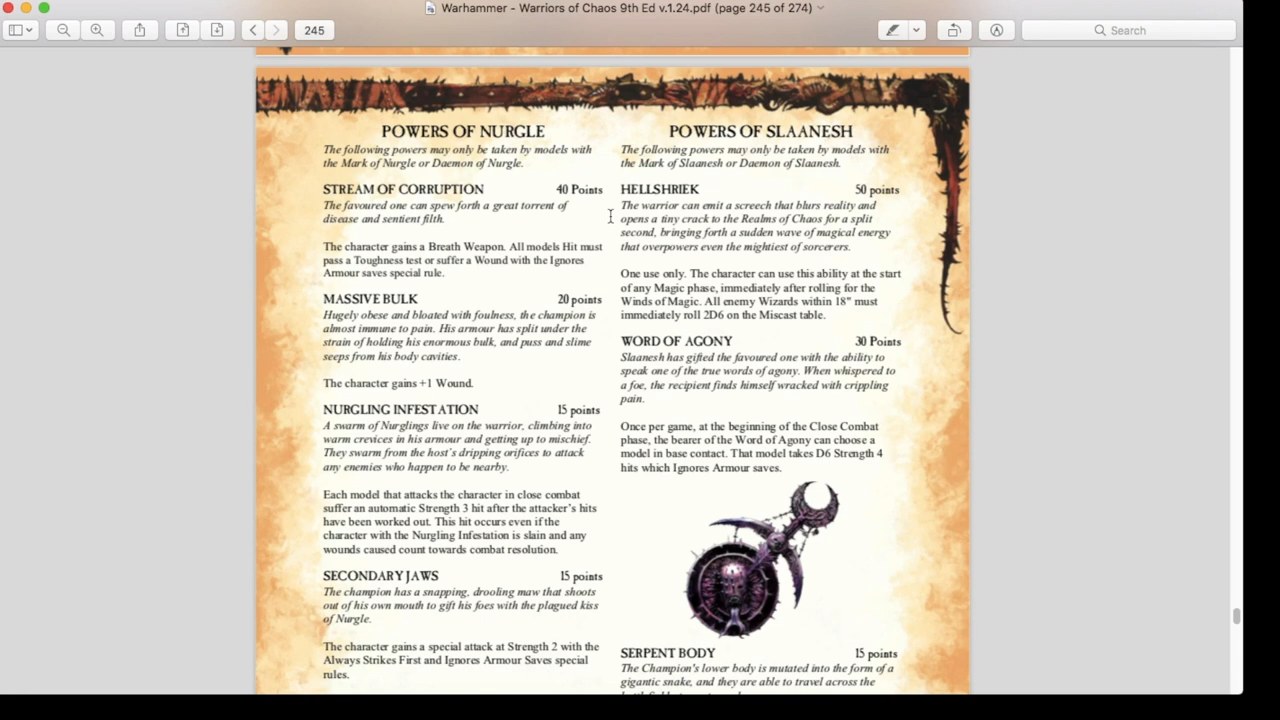 Warhammer - Warriors of Chaos 9th Ed v.1.24.pdf (page 245 of 274)
245
Search
POWERS OF NURGLE
The following powers may only be taken by models with
the Mark of Nurgle or Daemon of Nurgle.
STREAM OF CORRUPTION 40 Points
The favoured one can spew forth a great torrent of
disease and sentient filth.
The character gains a Breath Weapon. All models Hit must
pass a Toughness test or suffer a Wound with the Ignores
Armour saves special rule.
MASSIVE BULK 20 points
Hugely obese and bloated with foulness, the champion is
almost immune to pain. His armour has split under the
strain of holding his enormous bulk, and puss and slime
seeps from his body cavities.
The character gains +1 Wound.
NURGLING INFESTATION 15 points
A swarm of Nurglings live on the warrior, climbing into
warm crevices in his armour and getting up to mischief.
They swarm from the host's dripping orifices to attack
any enemies who happen to be nearby.
Each model that attacks the character in close combat
suffer an automatic Strength 3 hit after the attacker's hits
have been worked out. This hit occurs even if the
character with the Nurgling Infestation is slain and any
wounds caused count towards combat resolution.
SECONDARY JAWS 15 points
The champion has a snapping, drooling maw that shoots
out of his own mouth to gift his foes with the plagued kiss
of Nurgle.
The character gains a special attack at Strength 2 with the
Always Strikes First and Ignores Armour Saves special
rules.
POWERS OF SLAANESH
The following powers may only be taken by models with
the Mark of Slaanesh or Daemon of Slaanesh.
HELLSHRIEK 50 points
The warrior can emit a screech that blurs reality and
opens a tiny crack to the Realms of Chaos for a split
second, bringing forth a sudden wave of magical energy
that overpowers even the mightiest of sorcerers.
One use only. The character can use this ability at the start
of any Magic phase, immediately after rolling for the
Winds of Magic. All enemy Wizards within 18" must
immediately roll 2D6 on the Miscast table.
WORD OF AGONY 30 Points
Slaanesh has gifted the favoured one with the ability to
speak one of the true words of agony. When whispered to
a foe, the recipient finds himself wracked with crippling
pain.
Once per game, at the beginning of the Close Combat
phase, the bearer of the Word of Agony can choose a
model in base contact. That model takes D6 Strength 4
hits which Ignores Armour saves.
SERPENT BODY 15 points
The Champion's lower body is mutated into the form of a
gigantic snake, and they are able to travel across the